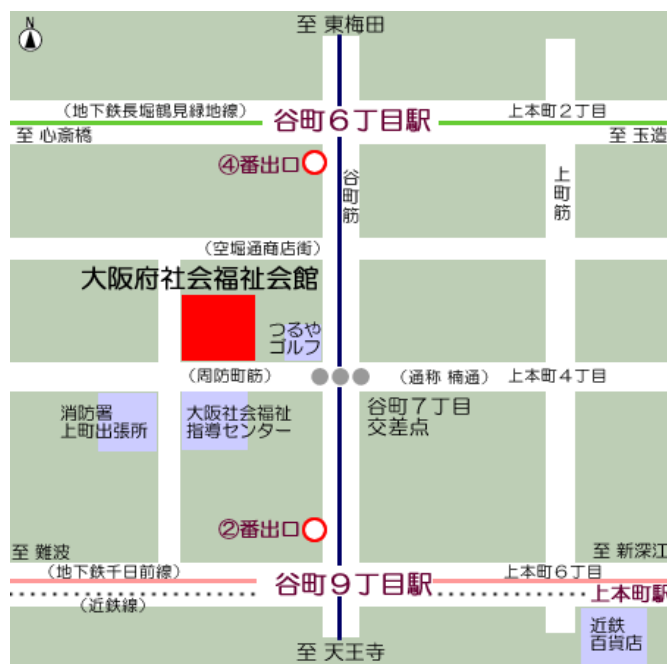 N
至 東梅田
（地下鉄長堀鶴見緑地線）
谷町６丁目駅
上本町２丁目
至 心斎橋
至 玉造
④番出口
谷町筋
上町筋
（空堀通商店街）
大阪府社会福祉会館
つるや
ゴルフ
（周防町筋）
（通称 楠通）
上本町４丁目
消防署
上町出張所
大阪社会福祉
指導センター
谷町７丁目
交差点
②番出口
至 難波
至 新深江
（地下鉄千日前線）
谷町９丁目駅
上本町６丁目
（近鉄線）
上本町駅
至 天王寺
近鉄
百貨店